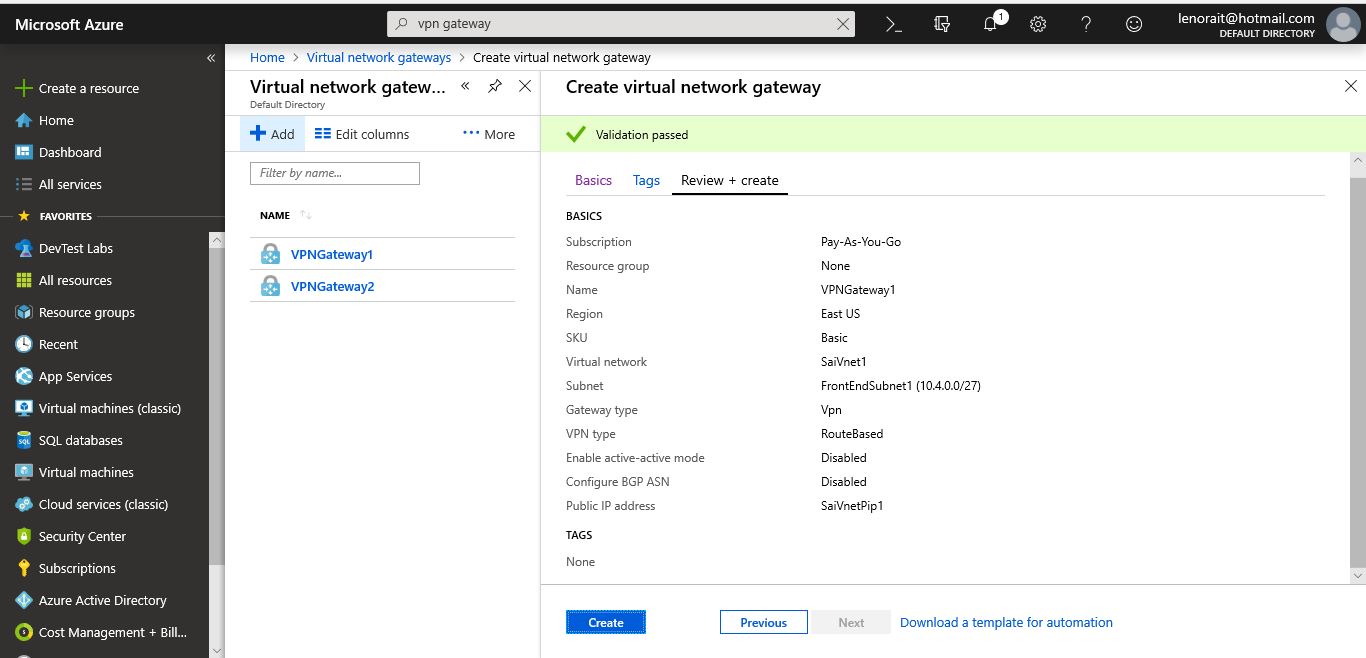 Microsoft Azure
vpn gateway
1
lenorait@hotmail.com
DEFAULT DIRECTORY
Create a resource
Home
Dashboard
All services
FAVORITES
DevTest Labs
All resources
Resource groups
Recent
App Services
Virtual machines (classic)
SQL databases
Virtual machines
Cloud services (classic)
Security Center
Subscriptions
Azure Active Directory
Cost Management + Bill...
Home > Virtual network gateways > Create virtual network gateway
Virtual network gatew...
Default Directory
Add
Edit columns
More
Filter by name...
NAME
VPNGateway1
VPNGateway2
Create virtual network gateway
Validation passed
Basics Tags Review + create
BASICS
Subscription Pay-As-You-Go
Resource group None
Name VPNGateway1
Region East US
SKU Basic
Virtual network SaiVnet1
Subnet FrontEndSubnet1 (10.4.0.0/27)
Gateway type Vpn
VPN type RouteBased
Enable active-active mode Disabled
Configure BGP ASN Disabled
Public IP address SaiVnetPip1
TAGS
None
Create Previous Next Download a template for automation